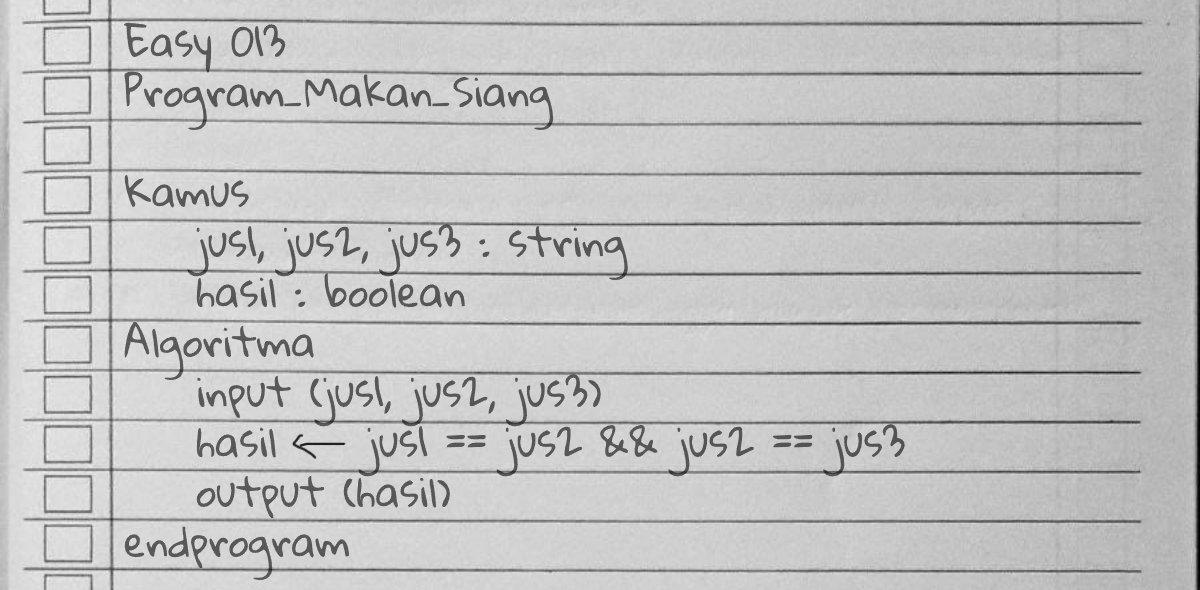 Easy 013
Program_Makan_Siang
Kamus
jus1, jus2, jus3 : string
hasil : boolean
Algoritma
input (jus1, jus2, jus3)
hasil ← jus1 == jus2 && jus2 == jus3
output (hasil)
endprogram